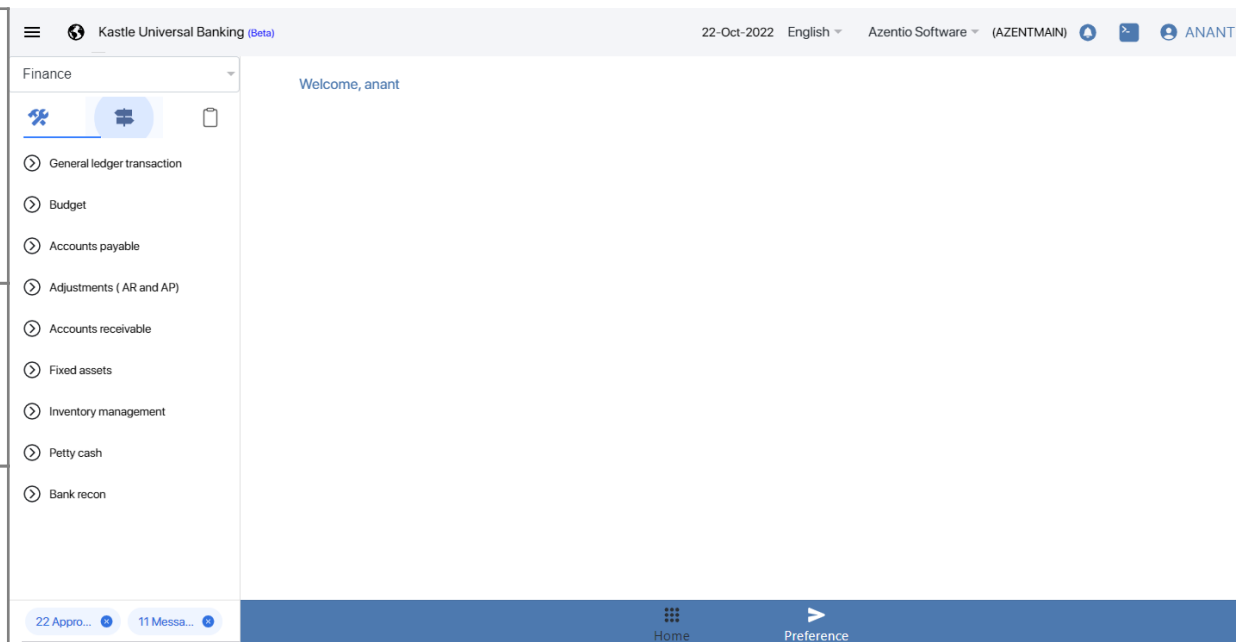 Kastle Universal Banking (Beta)
22-Oct-2022 English Azentio Software (AZENTMAIN) ANANT
Finance
Welcome, anant
General ledger transaction
Budget
Accounts payable
Adjustments ( AR and AP)
Accounts receivable
Fixed assets
Inventory management
Petty cash
Bank recon
22 Appro... 11 Messa...
Home Preference